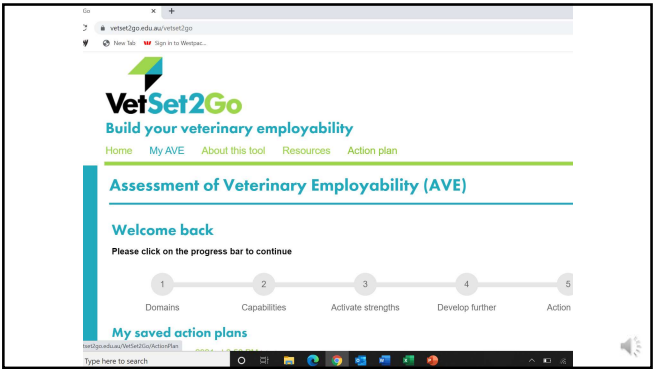 Go × +
vetset2go.edu.au/vetset2go
New Tab Sign in to Westpac...
VetSet2Go
Build your veterinary employability
Home My AVE About this tool Resources Action plan
Assessment of Veterinary Employability (AVE)
Welcome back
Please click on the progress bar to continue
1 2 3 4 5
Domains Capabilities Activate strengths Develop further Action
My saved action plans
tset2go.edu.au/VetSet2Go/ActionPlan
Type here to search